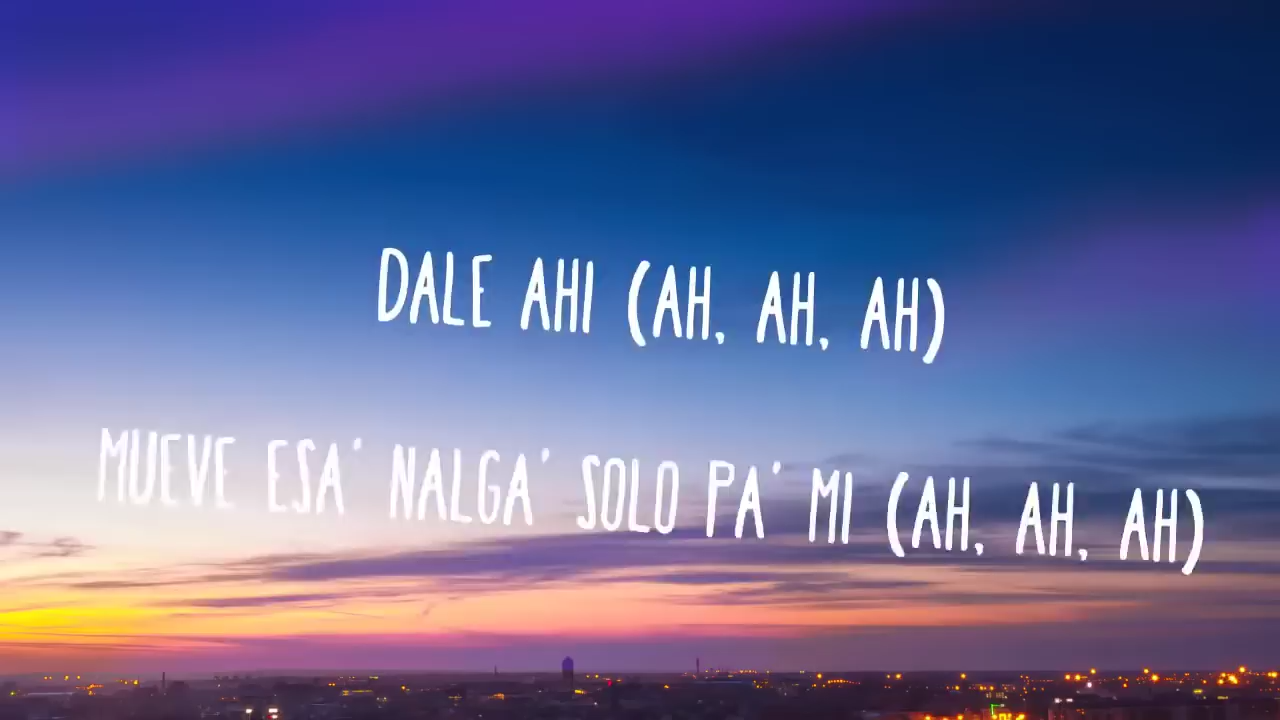 DALE AHI (AH, AH, AH)
MUEVE ESA' NALGA' SOLO PA' MI (AH, AH, AH)